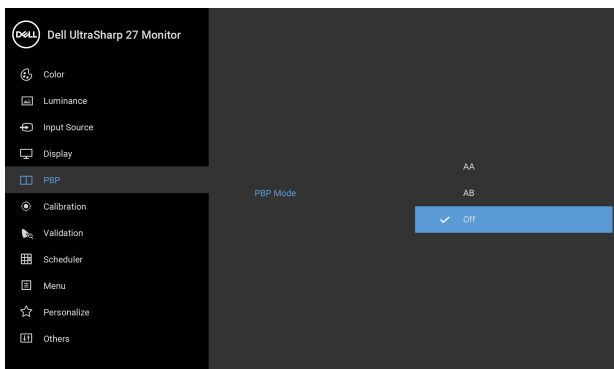 DELL Dell UltraSharp 27 Monitor
Color
Luminance
Input Source
Display
PBP
Calibration
Validation
Scheduler
Menu
Personalize
Others
PBP Mode
AA
AB
Off